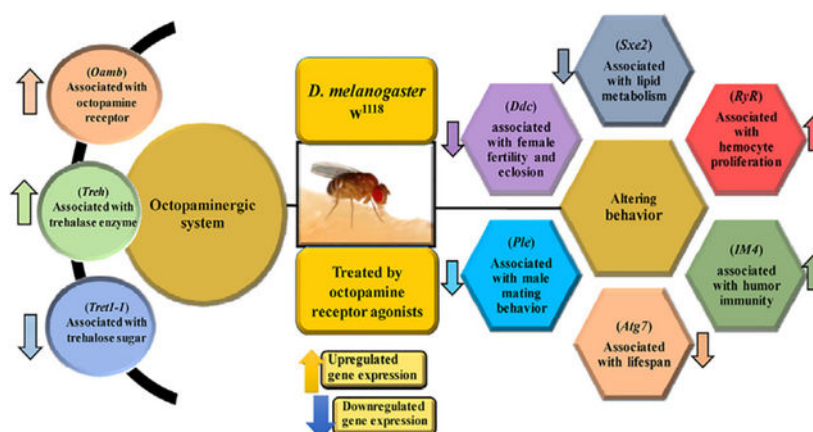 (Oamb)
Associated with
octopamine
receptor
(Treh)
Associated with
trehalase enzyme
(Tret1-1)
Associated with
trehalose sugar
Octopaminergic
system
D. melanogaster
w1118
Treated by
octopamine
receptor agonists
Upregulated
gene expression
Downregulated
gene expression
(Sxe2)
Associated
with lipid
metabolism
(Ddc)
associated
with female
fertility and
eclosion
(RyR)
Associated
with
hemocyte
proliferation
Altering
behavior
(Ple)
Associated
with male
mating
behavior
(IM4)
associated
with humor
immunity
(Atg7)
Associated
with lifespan